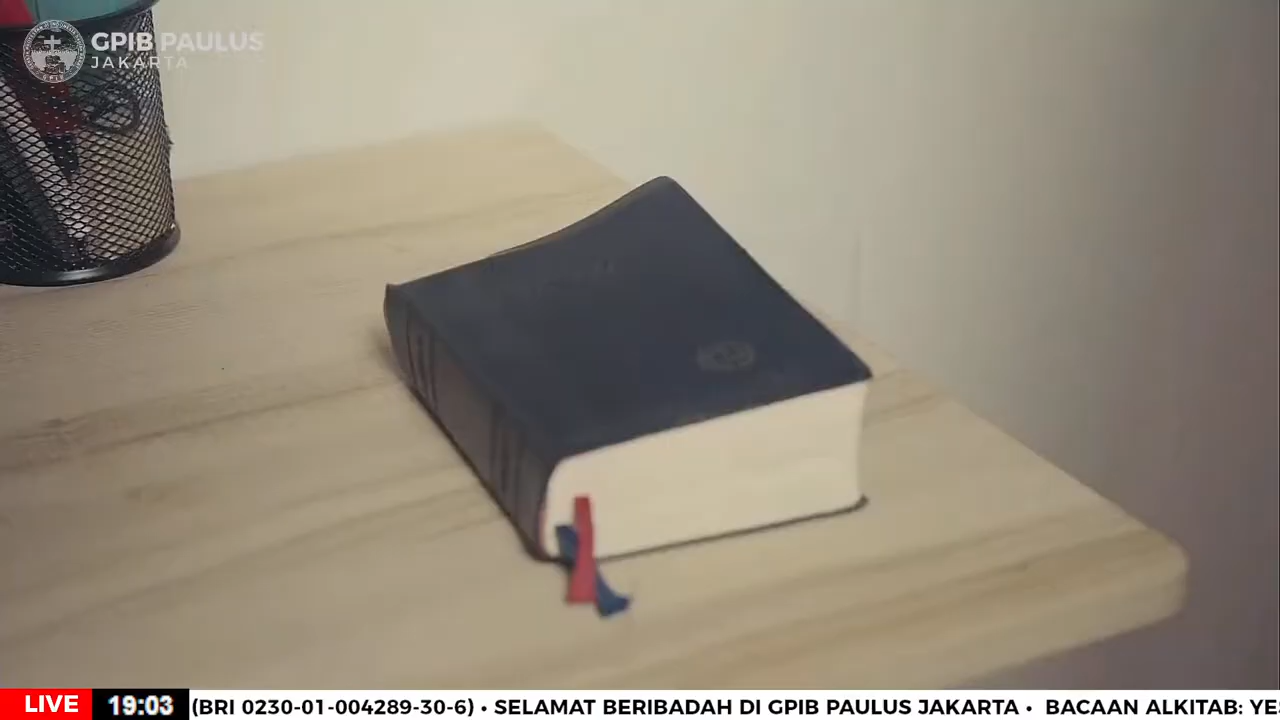 GPIB PAULUS
JAKARTA
LIVE
19:03
(BRI 0230-01-004289-30-6) • SELAMAT BERIBADAH DI GPIB PAULUS JAKARTA • BACAAN ALKITAB: YE